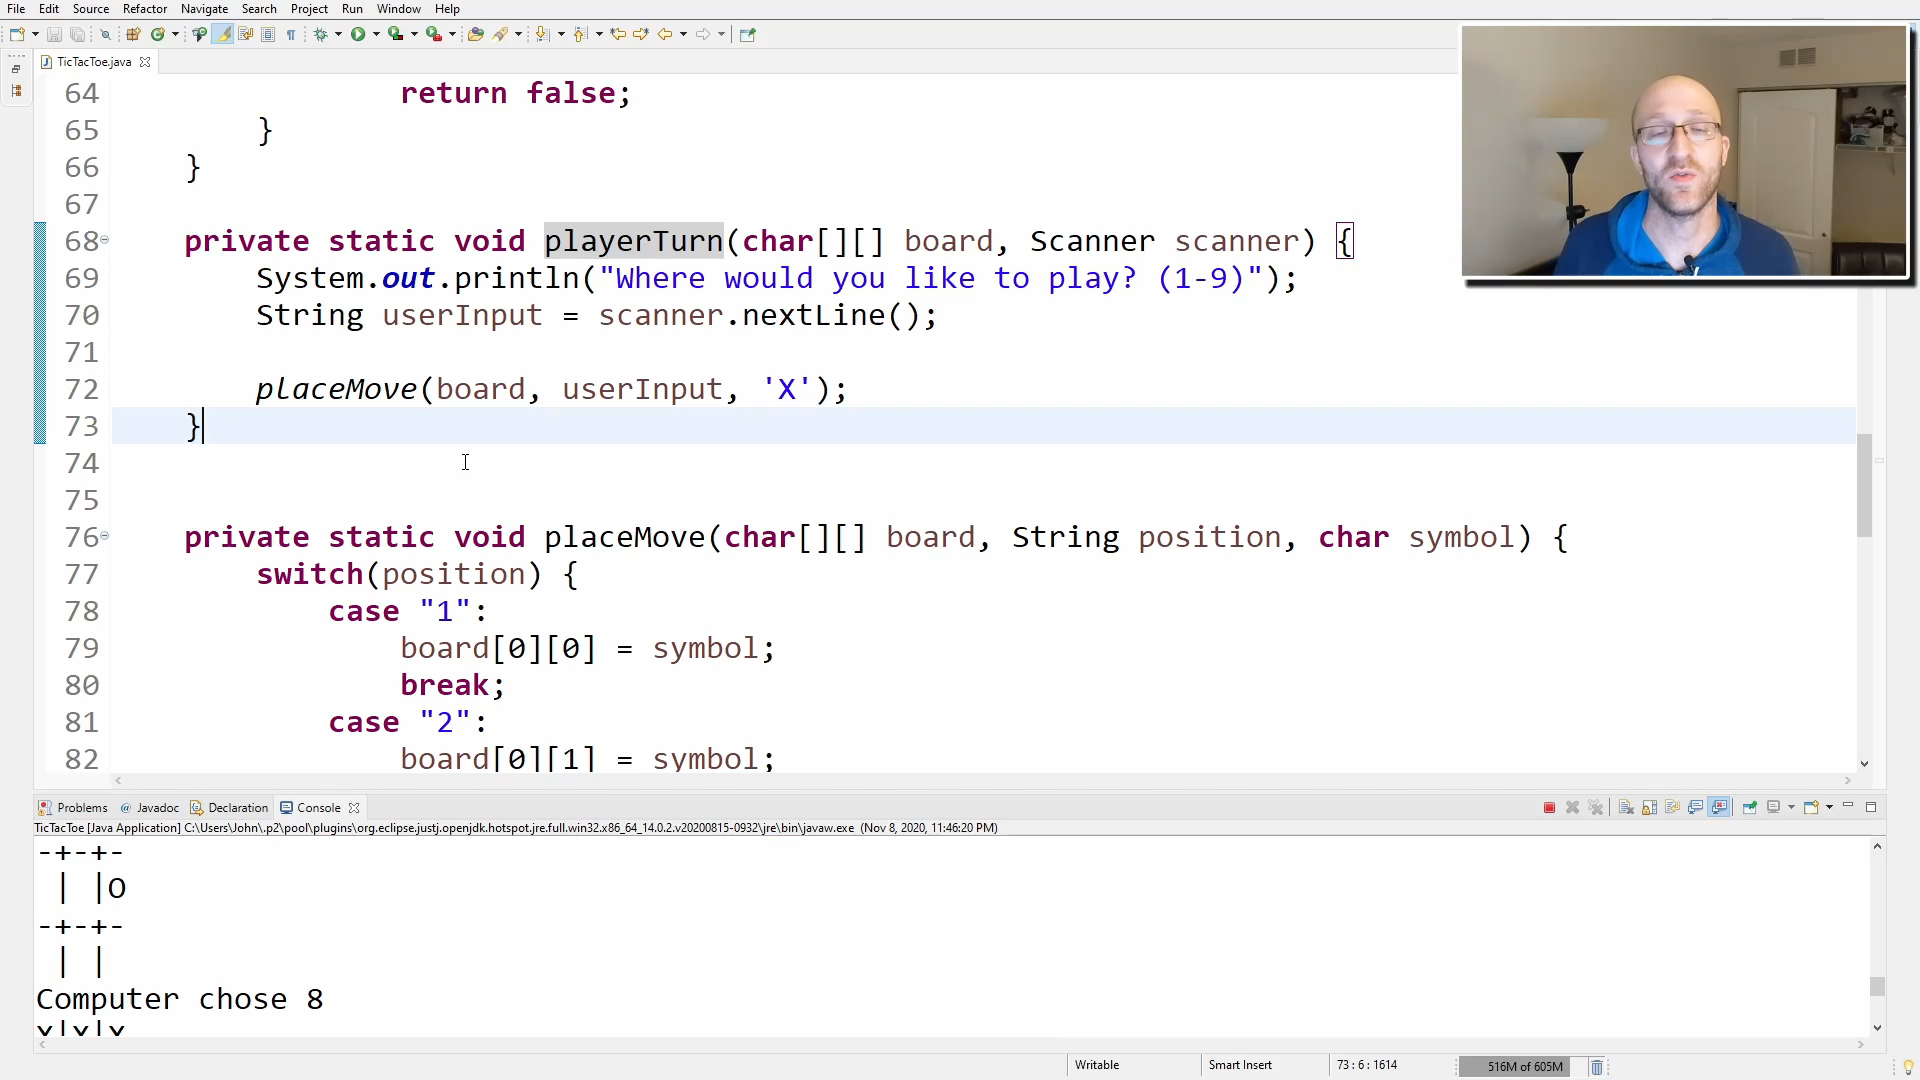 File Edit Source Refactor Navigate Search Project Run Window Help
TicTacToe.java
64 return false;
65 }
66 }
67
68 private static void playerTurn(char[][] board, Scanner scanner) {
69 System.out.println("Where would you like to play? (1-9)");
70 String userInput = scanner.nextLine();
71
72 placeMove(board, userInput, 'X');
73 }
74
75
76 private static void placeMove(char[][] board, String position, char symbol) {
77 switch(position) {
78 case "1":
79 board[0][0] = symbol;
80 break;
81 case "2":
82 board[0][1] = symbol;
Problems Javadoc Declaration Console
TicTacToe [Java Application] C:\Users\John\.p2\pool\plugins\org.eclipse.justj.openjdk.hotspot.jre.full.win32.x86_64_14.0.2.v20200815-0932\jre\bin\javaw.exe (Nov 8, 2020, 11:46:20 PM)
-+-+-
 | |O
-+-+-
 | |
Computer chose 8
X|X|X
Writable Smart Insert 73 : 6 : 1614 516M of 605M